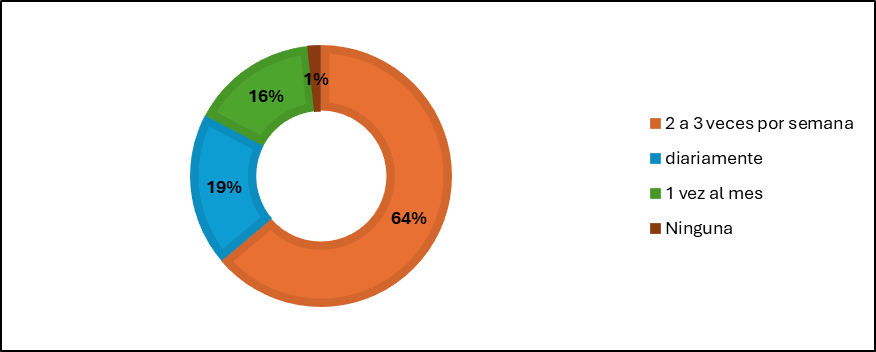 1%
16%
19%
64%
2 a 3 veces por semana
diariamente
1 vez al mes
Ninguna